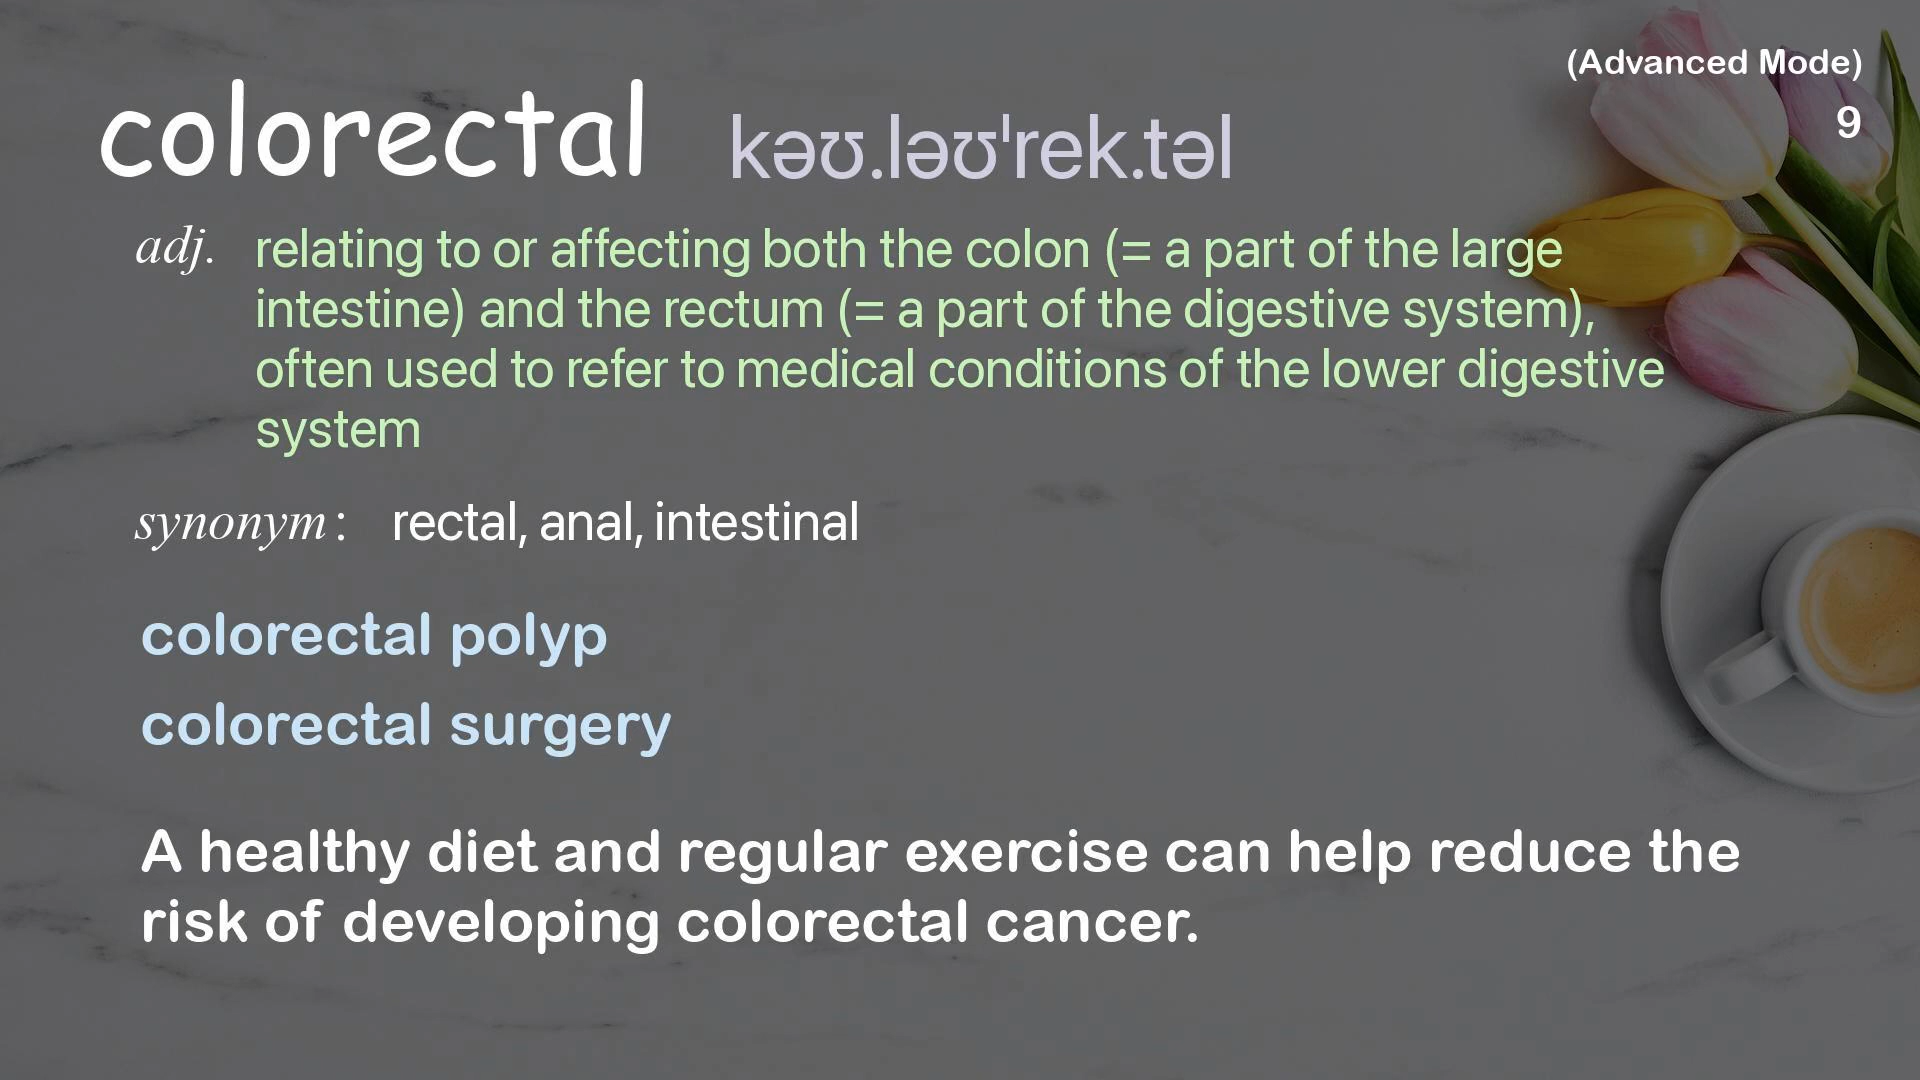 (Advanced Mode)
colorectal kəʊ.ləʊˈrek.təl
9
adj. relating to or affecting both the colon (= a part of the large
intestine) and the rectum (= a part of the digestive system),
often used to refer to medical conditions of the lower digestive
system
synonym: rectal, anal, intestinal
colorectal polyp
colorectal surgery
A healthy diet and regular exercise can help reduce the
risk of developing colorectal cancer.